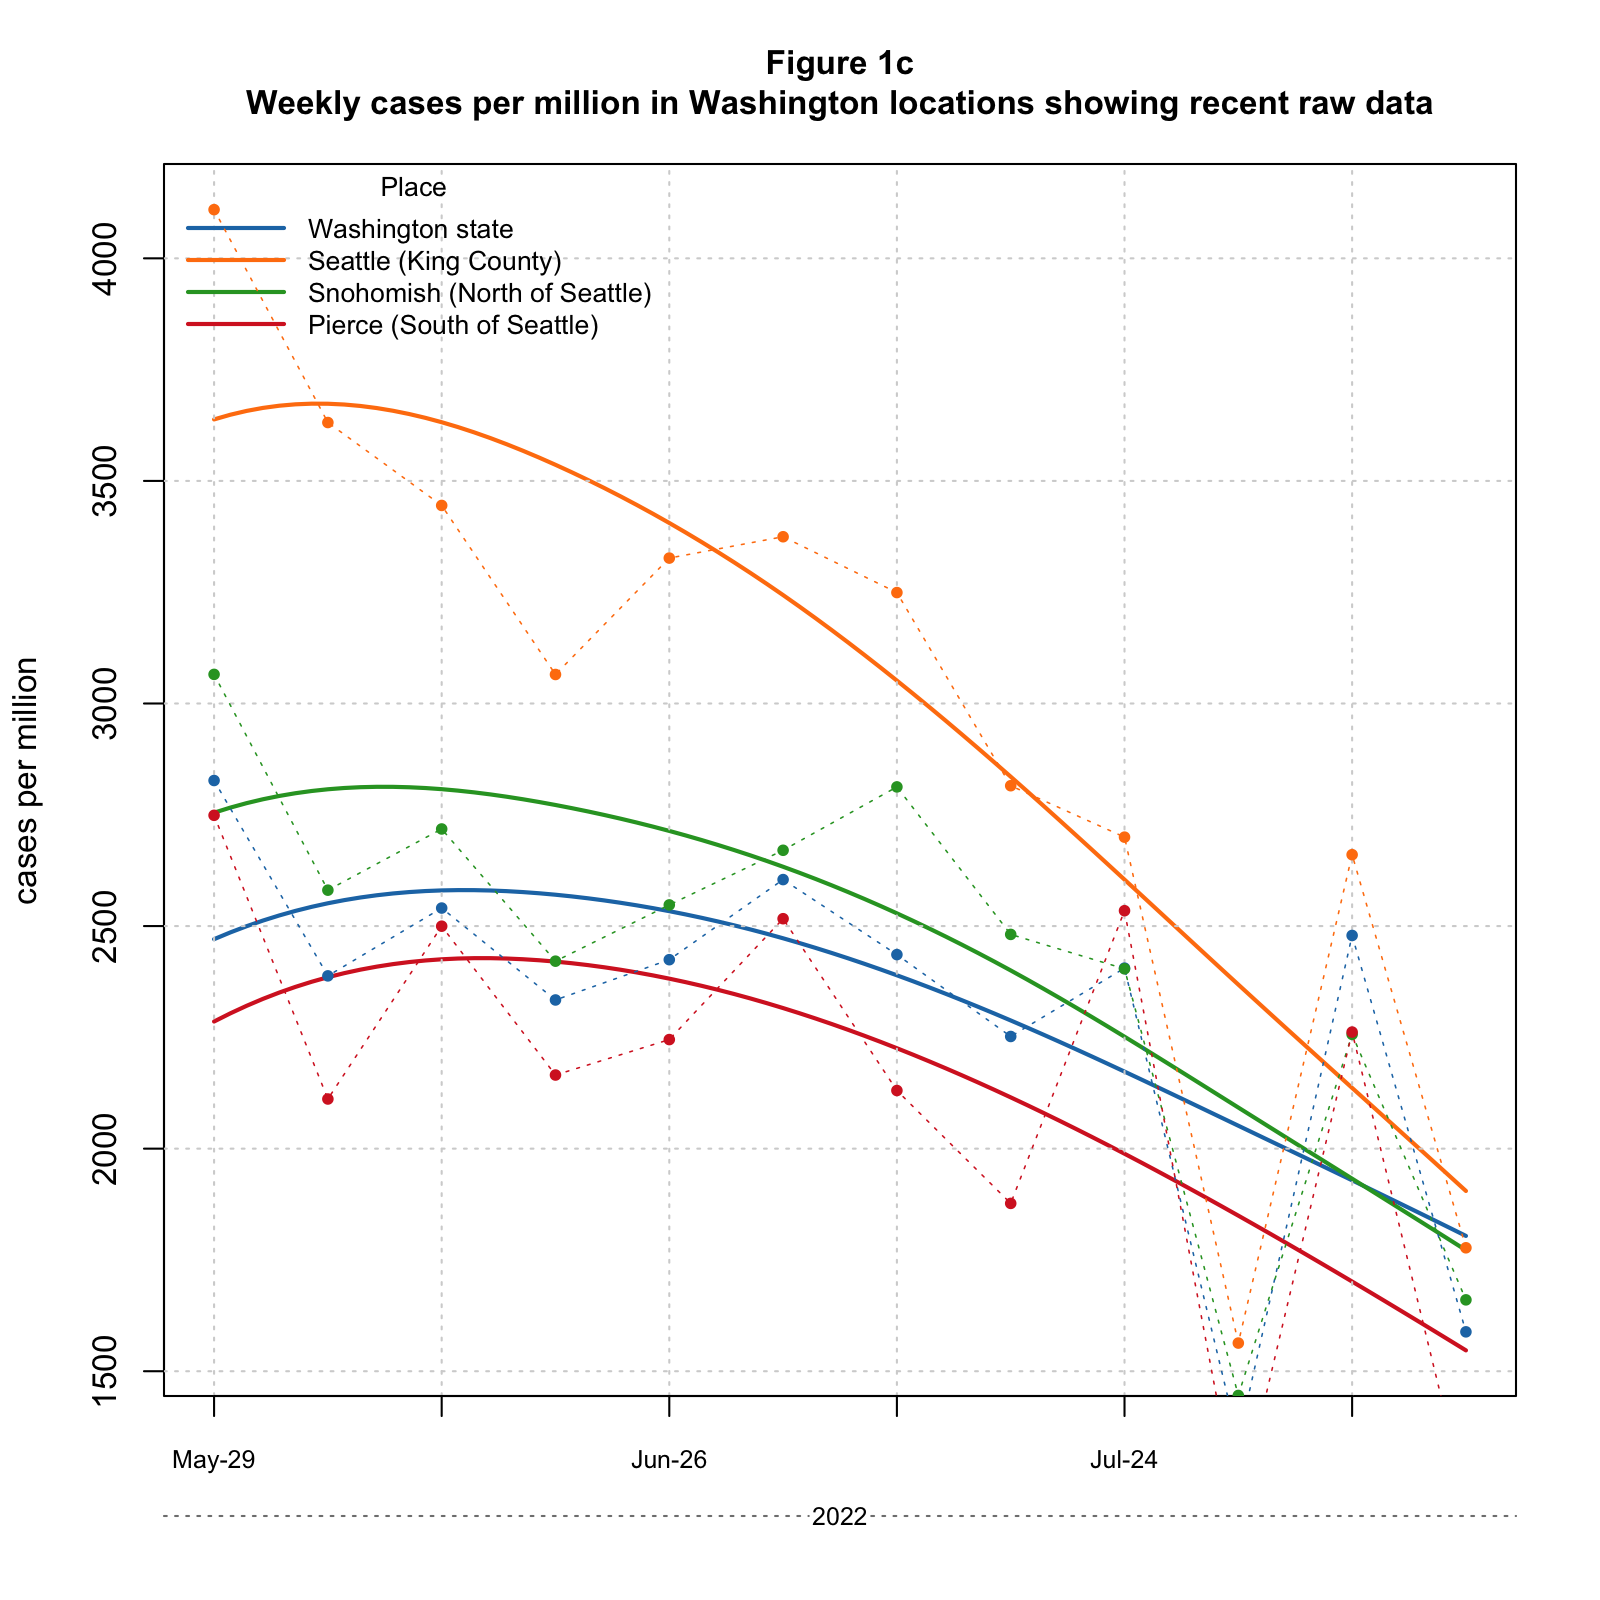 Figure 1c
Weekly cases per million in Washington locations showing recent raw data
Place
Washington state
Seattle (King County)
Snohomish (North of Seattle)
Pierce (South of Seattle)
cases per million
4000
3500
3000
2500
2000
1500
May-29 Jun-26 Jul-24
2022